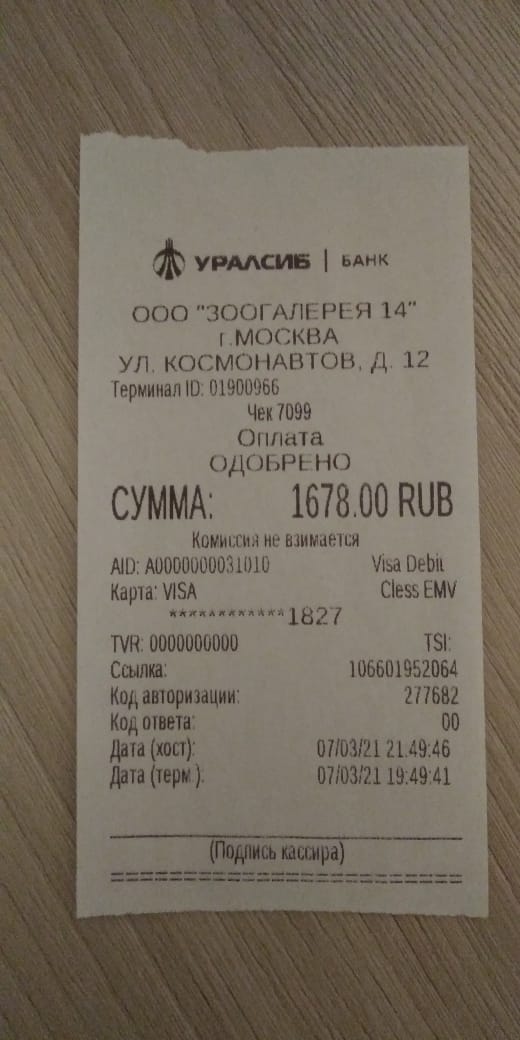 УРАЛСИБ | БАНК
ООО "ЗООГАЛЕРЕЯ 14"
г.МОСКВА
УЛ. КОСМОНАВТОВ, Д. 12
Терминал ID: 01900966
Чек 7099
Оплата
ОДОБРЕНО
СУММА: 1678.00 RUB
Комиссия не взимается
AID: A0000000031010 Visa Debit
Карта: VISA Cless EMV
************1827
TVR: 0000000000 TSI:
Ссылка: 106601952064
Код авторизации: 277682
Код ответа: 00
Дата (хост): 07/03/21 21:49:46
Дата (терм.): 07/03/21 19:49:41
(Подпись кассира)